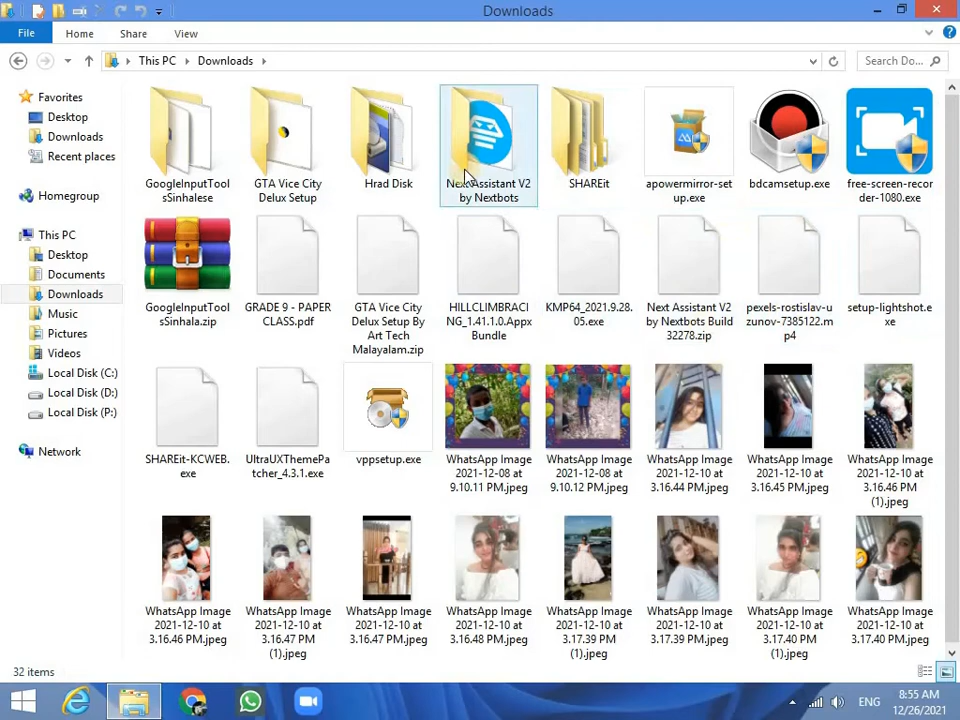 Downloads
File
Home
Share
View
This PC
Downloads
Search Do...
Favorites
Desktop
Downloads
Recent places
Homegroup
This PC
Desktop
Documents
Downloads
Music
Pictures
Videos
Local Disk (C:)
Local Disk (D:)
Local Disk (P:)
Network
GoogleInputTool
sSinhalese
GTA Vice City
Delux Setup
Hrad Disk
Next Assistant V2
by Nextbots
SHAREit
apowermirror-set
up.exe
bdcamsetup.exe
free-screen-recor
der-1080.exe
GoogleInputTool
sSinhala.zip
GRADE 9 - PAPER
CLASS.pdf
GTA Vice City
Delux Setup By
Art Tech
Malayalam.zip
HILLCLIMBRACI
NG_1.41.1.0.Appx
Bundle
KMP64_2021.9.28.
05.exe
Next Assistant V2
by Nextbots Build
32278.zip
pexels-rostislav-u
zunov-7385122.m
p4
setup-lightshot.e
xe
SHAREit-KCWEB.
exe
UltraUXThemePa
tcher_4.3.1.exe
vppsetup.exe
WhatsApp Image
2021-12-08 at
9.10.11 PM.jpeg
WhatsApp Image
2021-12-08 at
9.10.12 PM.jpeg
WhatsApp Image
2021-12-10 at
3.16.44 PM.jpeg
WhatsApp Image
2021-12-10 at
3.16.45 PM.jpeg
WhatsApp Image
2021-12-10 at
3.16.46 PM
(1).jpeg
WhatsApp Image
2021-12-10 at
3.16.46 PM.jpeg
WhatsApp Image
2021-12-10 at
3.16.47 PM
(1).jpeg
WhatsApp Image
2021-12-10 at
3.16.47 PM.jpeg
WhatsApp Image
2021-12-10 at
3.16.48 PM.jpeg
WhatsApp Image
2021-12-10 at
3.17.39 PM
(1).jpeg
WhatsApp Image
2021-12-10 at
3.17.39 PM.jpeg
WhatsApp Image
2021-12-10 at
3.17.40 PM
(1).jpeg
WhatsApp Image
2021-12-10 at
3.17.40 PM.jpeg
32 items
ENG
8:55 AM
12/26/2021